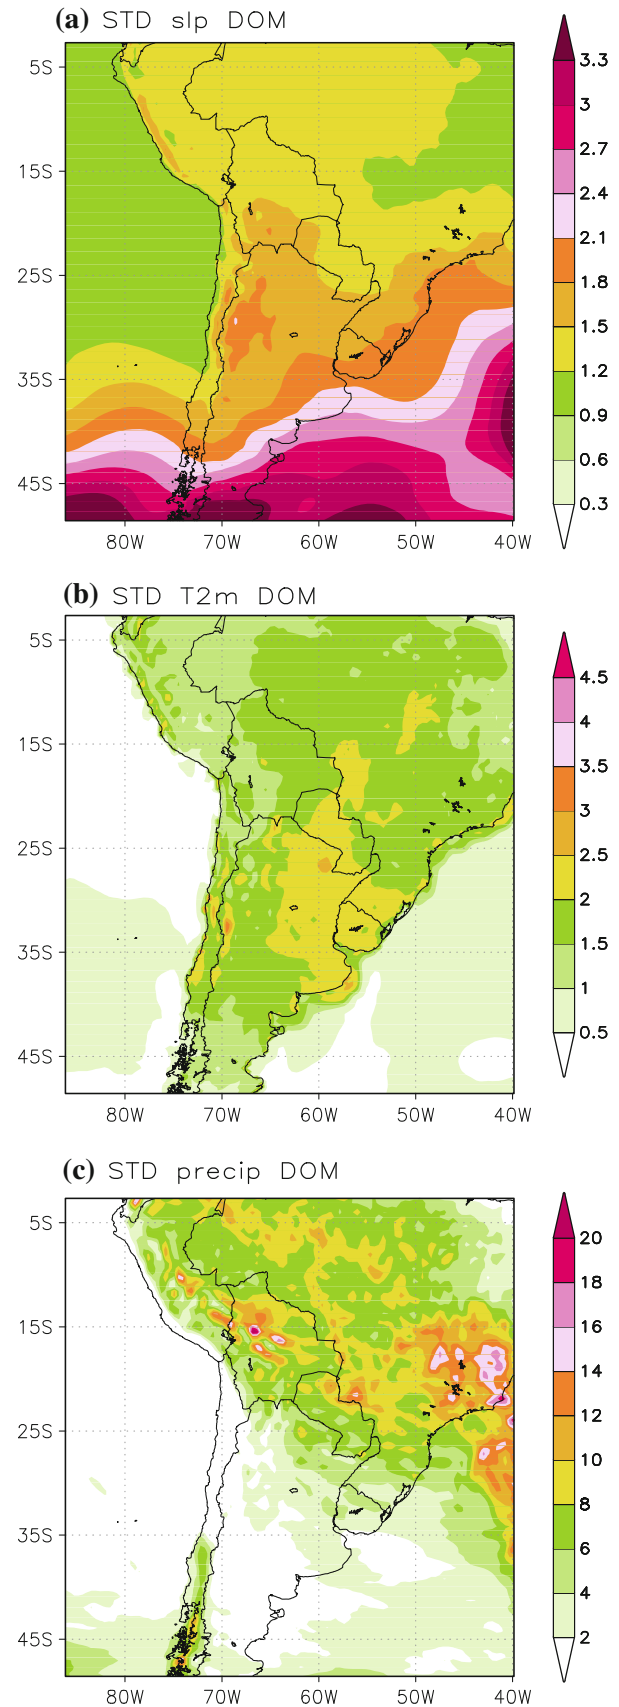 (a) STD slp DOM
5S
15S
25S
35S
45S
80W 70W 60W 50W 40W
3.3
3
2.7
2.4
2.1
1.8
1.5
1.2
0.9
0.6
0.3
(b) STD T2m DOM
5S
15S
25S
35S
45S
80W 70W 60W 50W 40W
4.5
4
3.5
3
2.5
2
1.5
1
0.5
(c) STD precip DOM
5S
15S
25S
35S
45S
80W 70W 60W 50W 40W
20
18
16
14
12
10
8
6
4
2